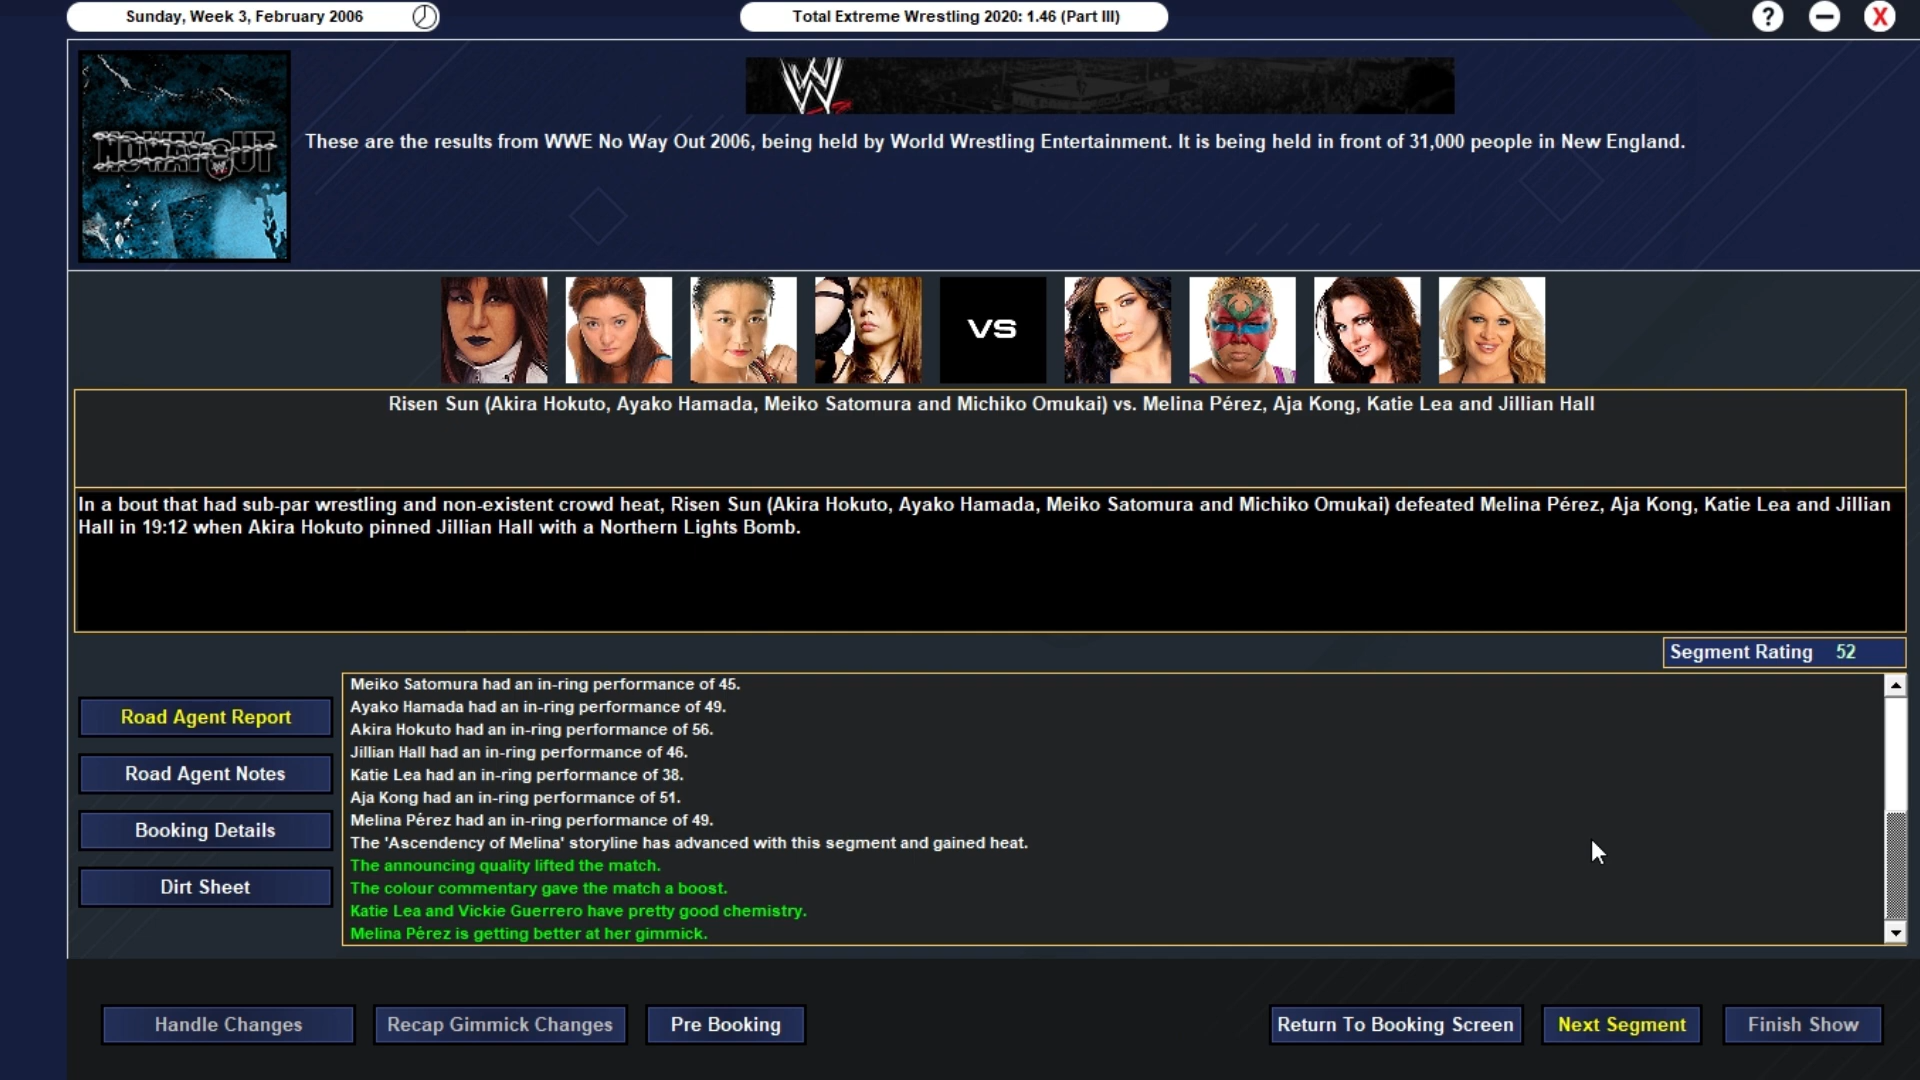 Sunday, Week 3, February 2006
Total Extreme Wrestling 2020: 1.46 (Part III)
?
X
NO WAY OUT
W
These are the results from WWE No Way Out 2006, being held by World Wrestling Entertainment. It is being held in front of 31,000 people in New England.
VS
Risen Sun (Akira Hokuto, Ayako Hamada, Meiko Satomura and Michiko Omukai) vs. Melina Pérez, Aja Kong, Katie Lea and Jillian Hall
In a bout that had sub-par wrestling and non-existent crowd heat, Risen Sun (Akira Hokuto, Ayako Hamada, Meiko Satomura and Michiko Omukai) defeated Melina Pérez, Aja Kong, Katie Lea and Jillian
Hall in 19:12 when Akira Hokuto pinned Jillian Hall with a Northern Lights Bomb.
Segment Rating 52
Road Agent Report
Road Agent Notes
Booking Details
Dirt Sheet
Meiko Satomura had an in-ring performance of 45.
Ayako Hamada had an in-ring performance of 49.
Akira Hokuto had an in-ring performance of 56.
Jillian Hall had an in-ring performance of 46.
Katie Lea had an in-ring performance of 38.
Aja Kong had an in-ring performance of 51.
Melina Pérez had an in-ring performance of 49.
The 'Ascendency of Melina' storyline has advanced with this segment and gained heat.
The announcing quality lifted the match.
The colour commentary gave the match a boost.
Katie Lea and Vickie Guerrero have pretty good chemistry.
Melina Pérez is getting better at her gimmick.
Handle Changes
Recap Gimmick Changes
Pre Booking
Return To Booking Screen
Next Segment
Finish Show